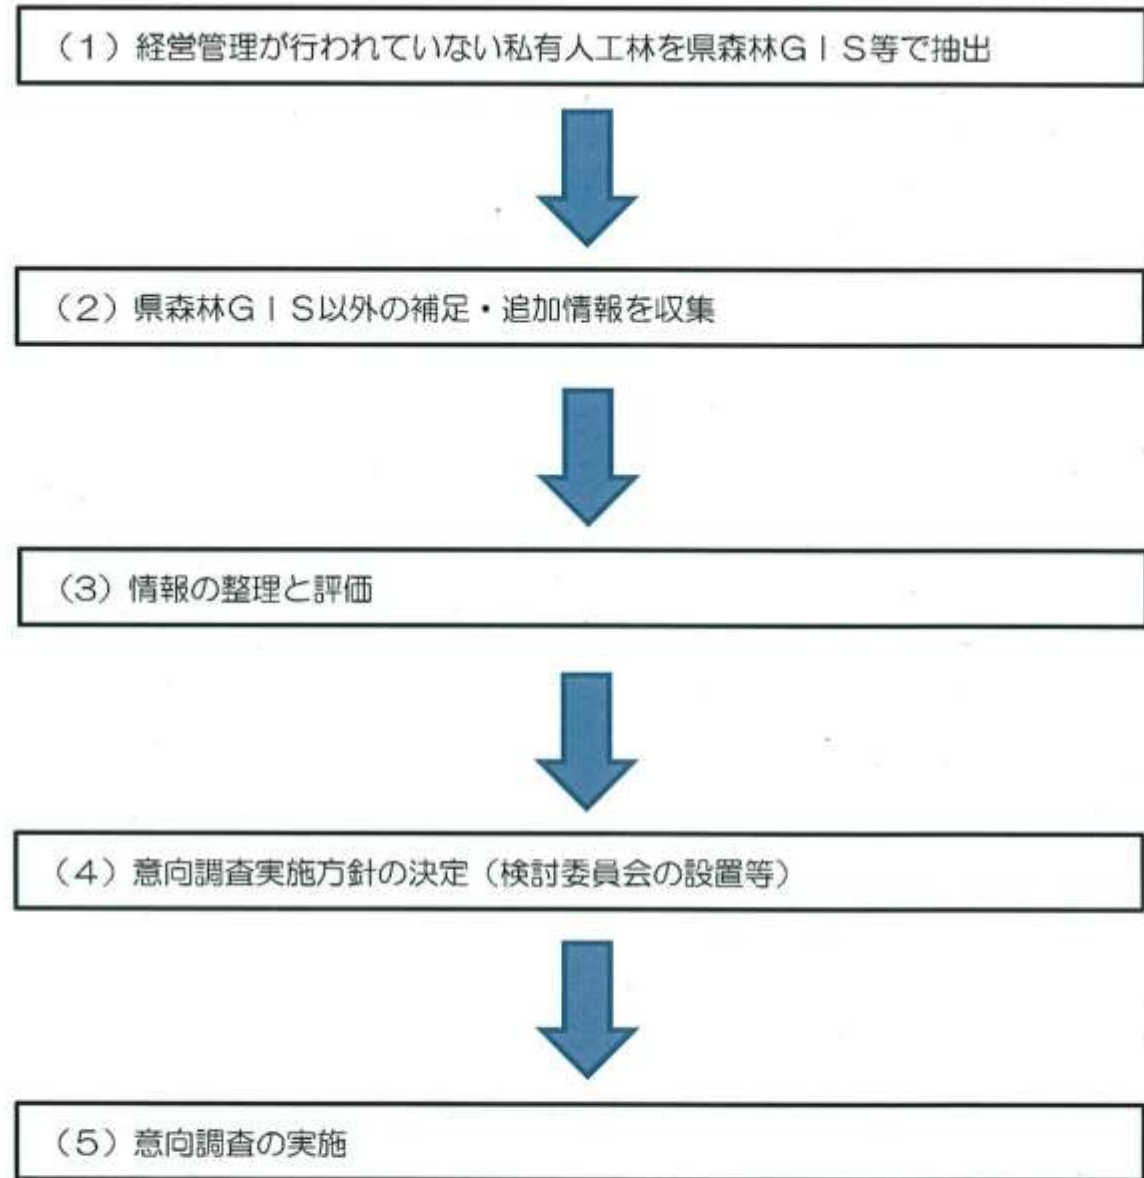 （１）経営管理が行われていない私有人工林を県森林ＧＩＳ等で抽出
（２）県森林ＧＩＳ以外の補足・追加情報を収集
（３）情報の整理と評価
（４）意向調査実施方針の決定（検討委員会の設置等）
（５）意向調査の実施